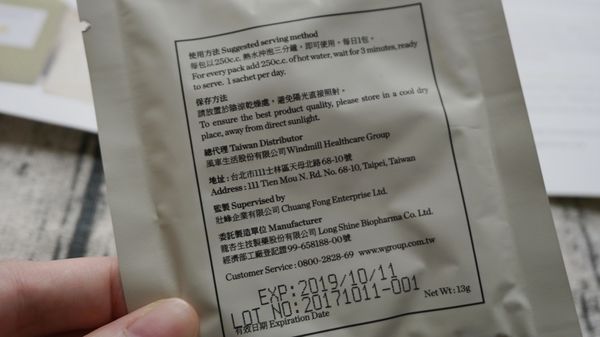 使用方法 Suggested serving method
每包以250c.c. 熱水沖泡三分鐘，即可使用，每日1包。
For every pack add 250c.c. of hot water, wait for 3 minutes, ready
to serve. 1 sachet per day.
保存方法
請放置於陰涼乾燥處，避免陽光直接照射。
To ensure the best product quality, please store in a cool dry
place, away from direct sunlight.
總代理 Taiwan Distributor
風車生活股份有限公司 Windmill Healthcare Group
地址：台北市111士林區天母北路68-10號
Address : 111 Tien Mou N. Rd. No. 68-10, Taipei, Taiwan
監製 Supervised by
壯蜂企業有限公司 Chuang Fong Enterprise Ltd.
委託製造單位 Manufacturer
龍杏生技製藥股份有限公司 Long Shine Biopharma Co. Ltd.
經濟部工廠登記證99-658188-00號
Customer Service : 0800-2828-69 www.wgroup.com.tw
EXP:2019/10/11
LOT NO:20171011-001
有效日期 Expiration Date
Net Wt : 13g